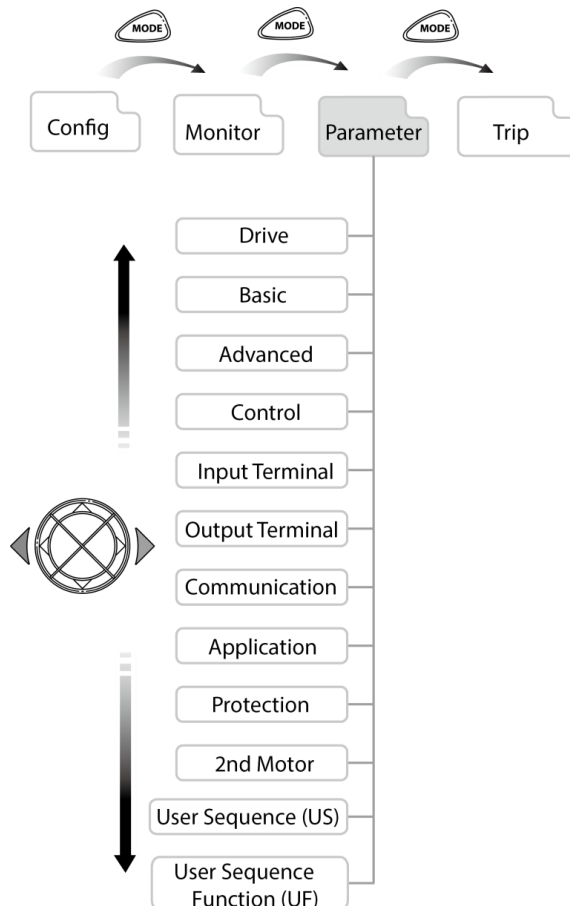 MODE MODE MODE
Config Monitor Parameter Trip
Drive
Basic
Advanced
Control
Input Terminal
Output Terminal
Communication
Application
Protection
2nd Motor
User Sequence (US)
User Sequence
Function (UF)